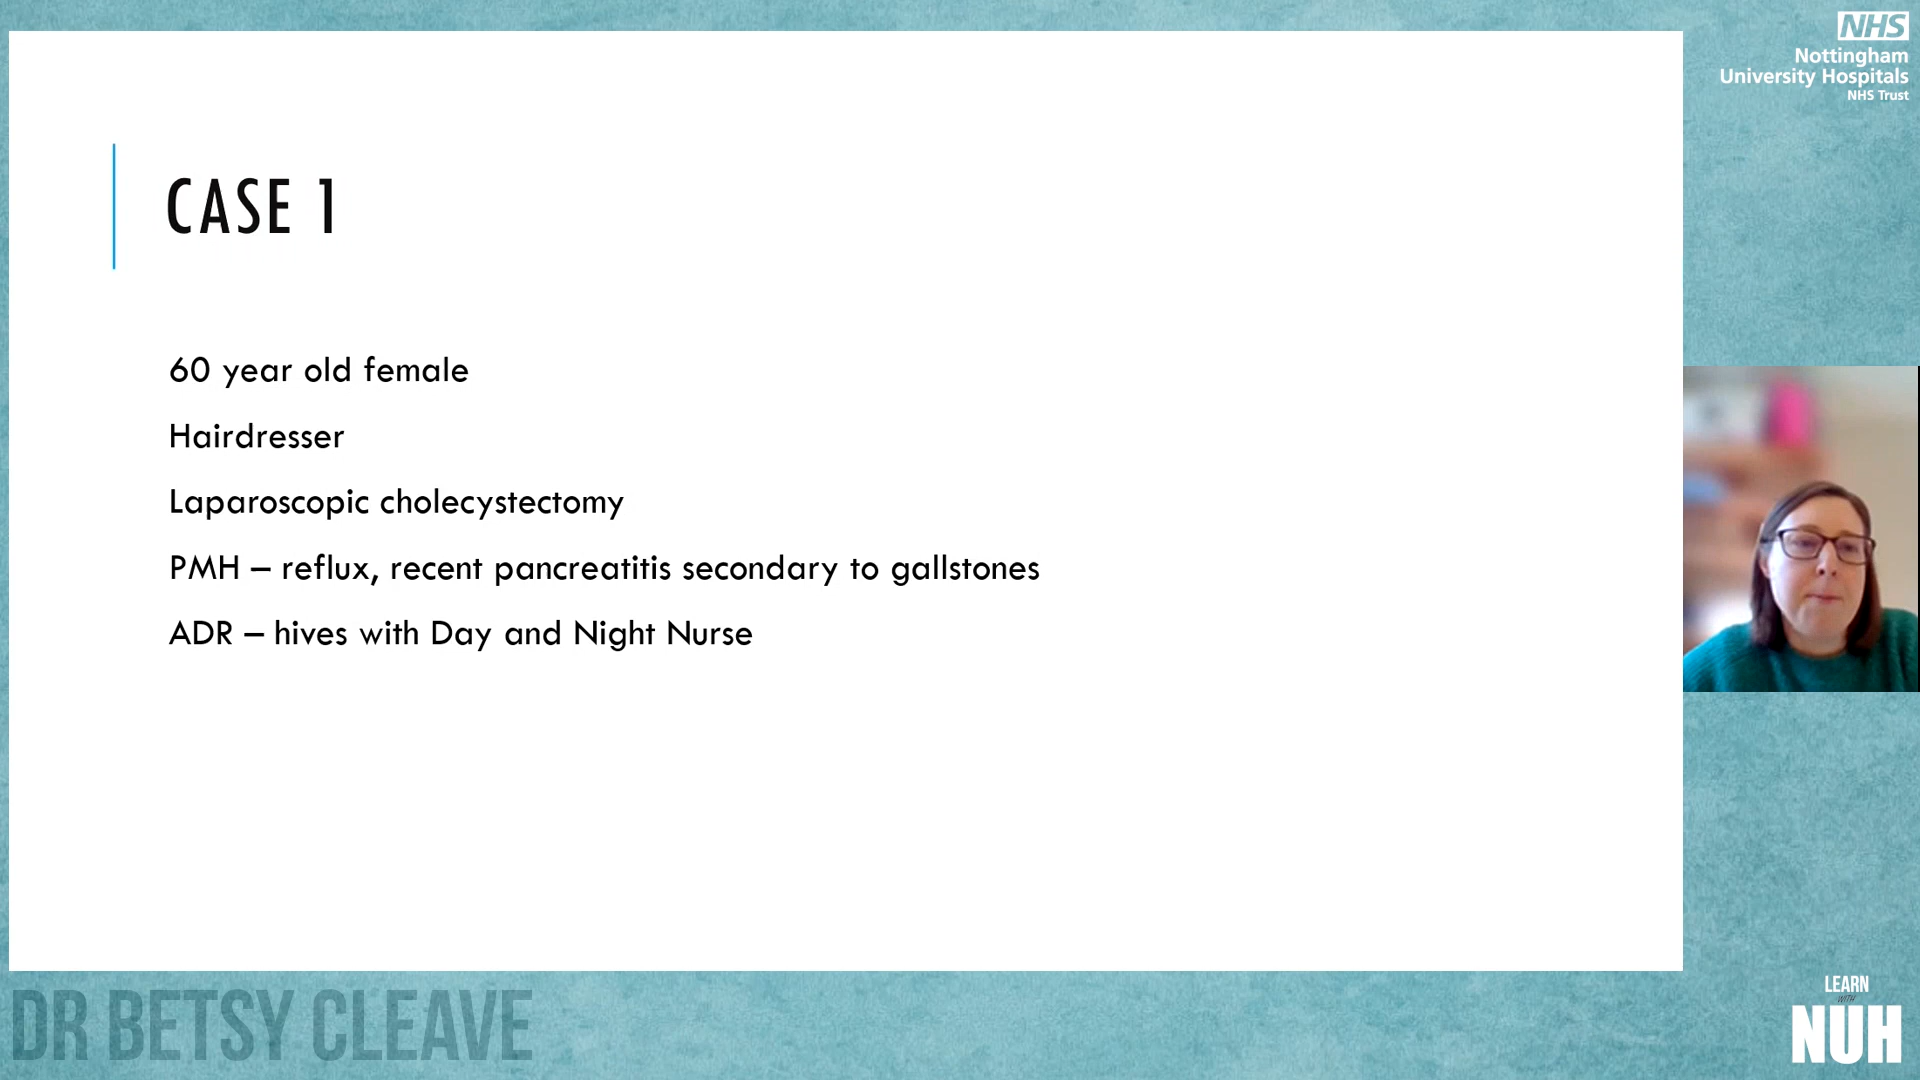 NHS
Nottingham
University Hospitals
NHS Trust
CASE 1
60 year old female
Hairdresser
Laparoscopic cholecystectomy
PMH – reflux, recent pancreatitis secondary to gallstones
ADR – hives with Day and Night Nurse
DR BETSY CLEAVE
LEARN
WITH
NUH